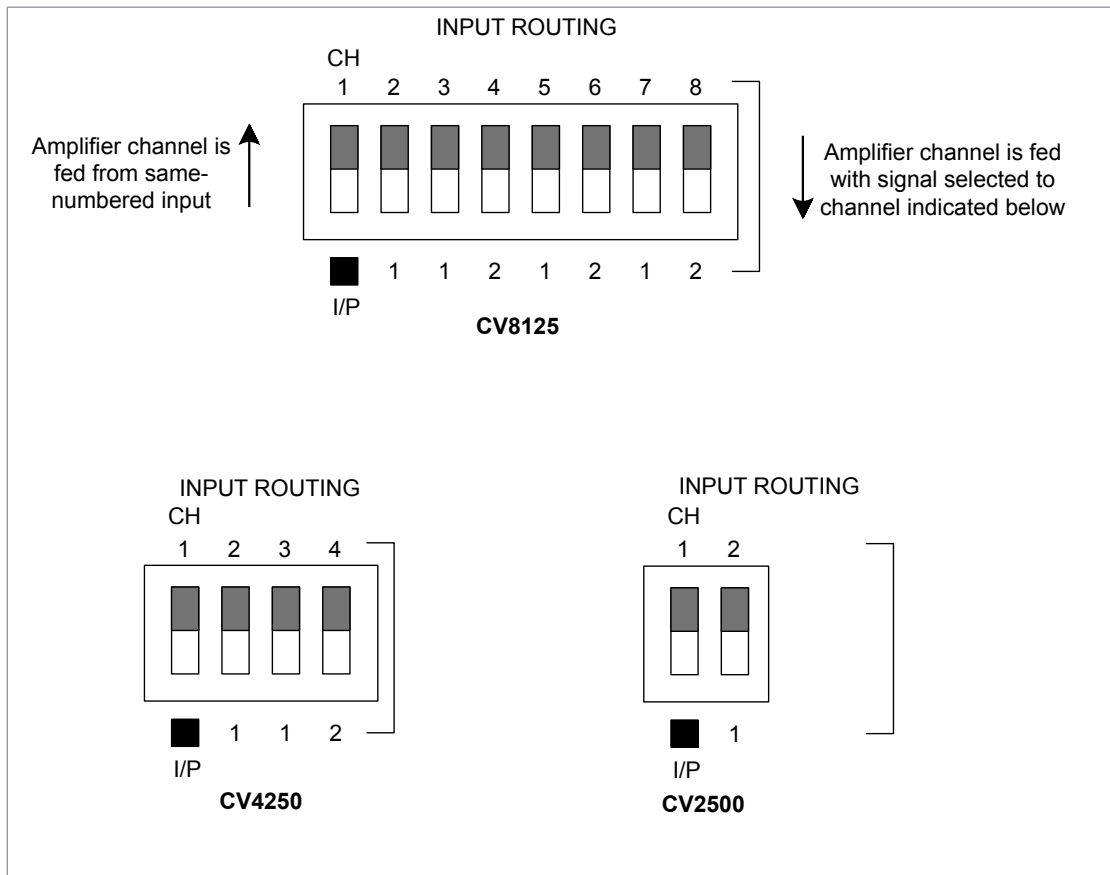 INPUT ROUTING
CH
1 2 3 4 5 6 7 8
Amplifier channel is
fed from same-
numbered input
Amplifier channel is fed
with signal selected to
channel indicated below
1 1 2 1 2 1 2
I/P
CV8125
INPUT ROUTING
CH
1 2 3 4
1 1 2
I/P
CV4250
INPUT ROUTING
CH
1 2
1
I/P
CV2500